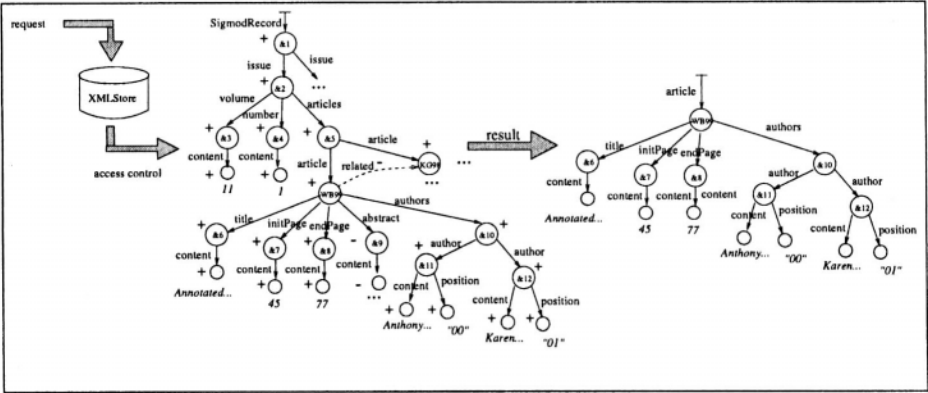 request
XMLStore
access control
SigmodRecord
+ &1
issue issue
+ &2 ...
volume number articles
+ &3 + &4 + &5 article +
content content article related - KG98 ...
+ + ...
11 1
+ WB99
title initPage endPage abstract authors
+ &6 + &7 + &8 - &9 &10 +
content content content content author author
+ + + - + &11 &12 +
Annotated... 45 77 ...
content position content position
+ + + +
Anthony... "00" Karen... "01"
result
article
WB99
title initPage endPage authors
&6 &7 &8 &10
content content content author author
Annotated... 45 77 &11 &12
content position content position
Anthony... "00" Karen... "01"